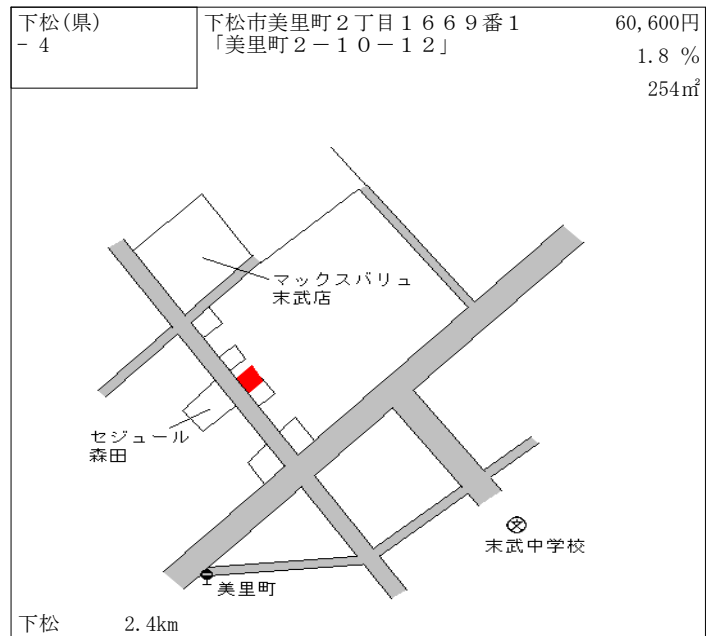 下松(県)
- 4
下松市美里町２丁目１６６９番１
「美里町２－１０－１２」
60,600円
1.8 %
254㎡
マックスバリュ
末武店
セジュール
森田
末武中学校
美里町
下松 2.4km